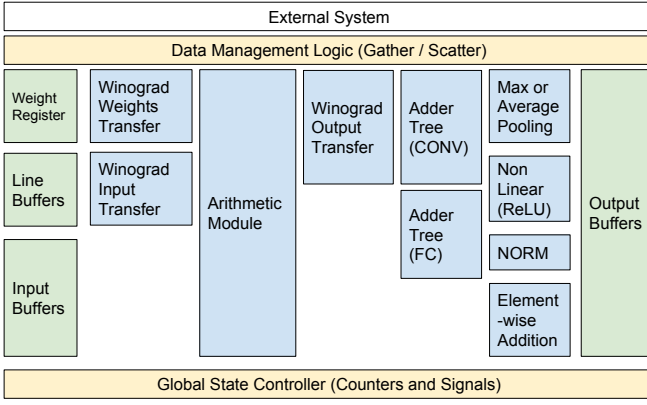 External System
Data Management Logic (Gather / Scatter)
Weight
Register
Winograd
Weights
Transfer
Winograd
Output
Transfer
Adder
Tree
(CONV)
Max or
Average
Pooling
Line
Buffers
Winograd
Input
Transfer
Arithmetic
Module
Non
Linear
(ReLU)
Output
Buffers
Adder
Tree
(FC)
NORM
Input
Buffers
Element
-wise
Addition
Global State Controller (Counters and Signals)